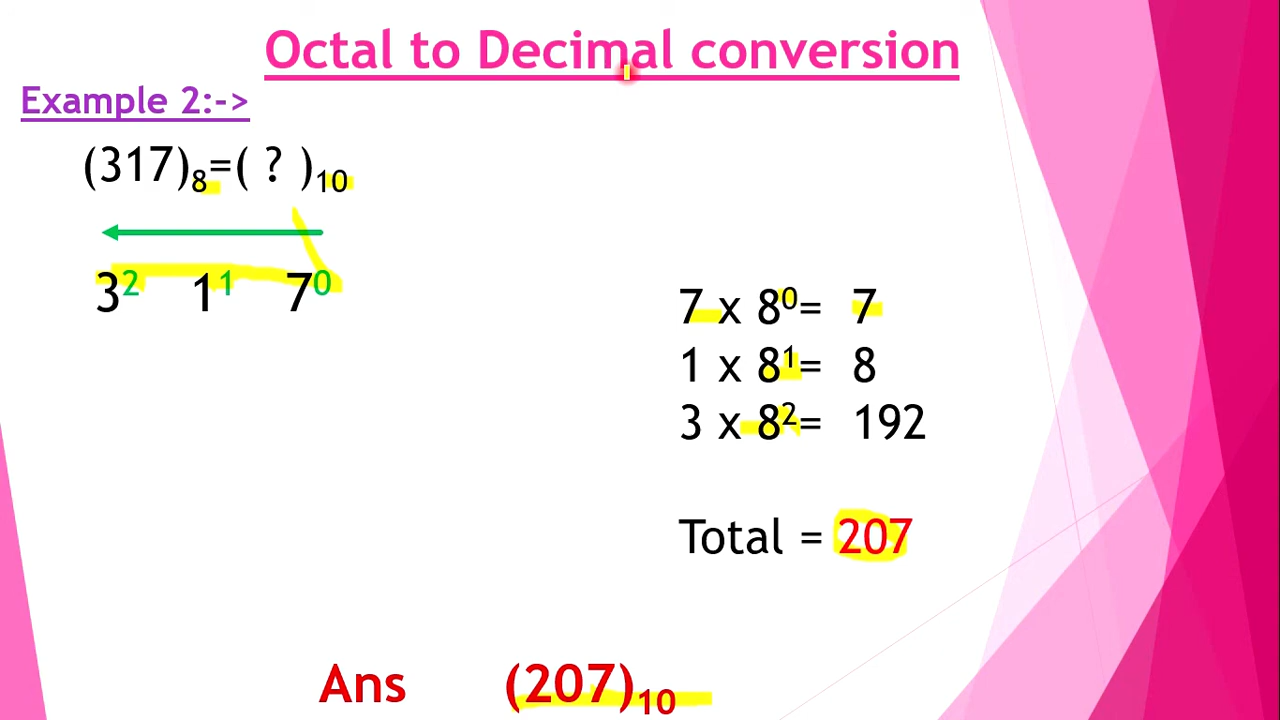 Octal to Decimal conversion
Example 2:->
(317)₈=( ? )₁₀
3² 1¹ 7⁰
7 x 8⁰= 7
1 x 8¹= 8
3 x 8²= 192
Total = 207
Ans (207)₁₀